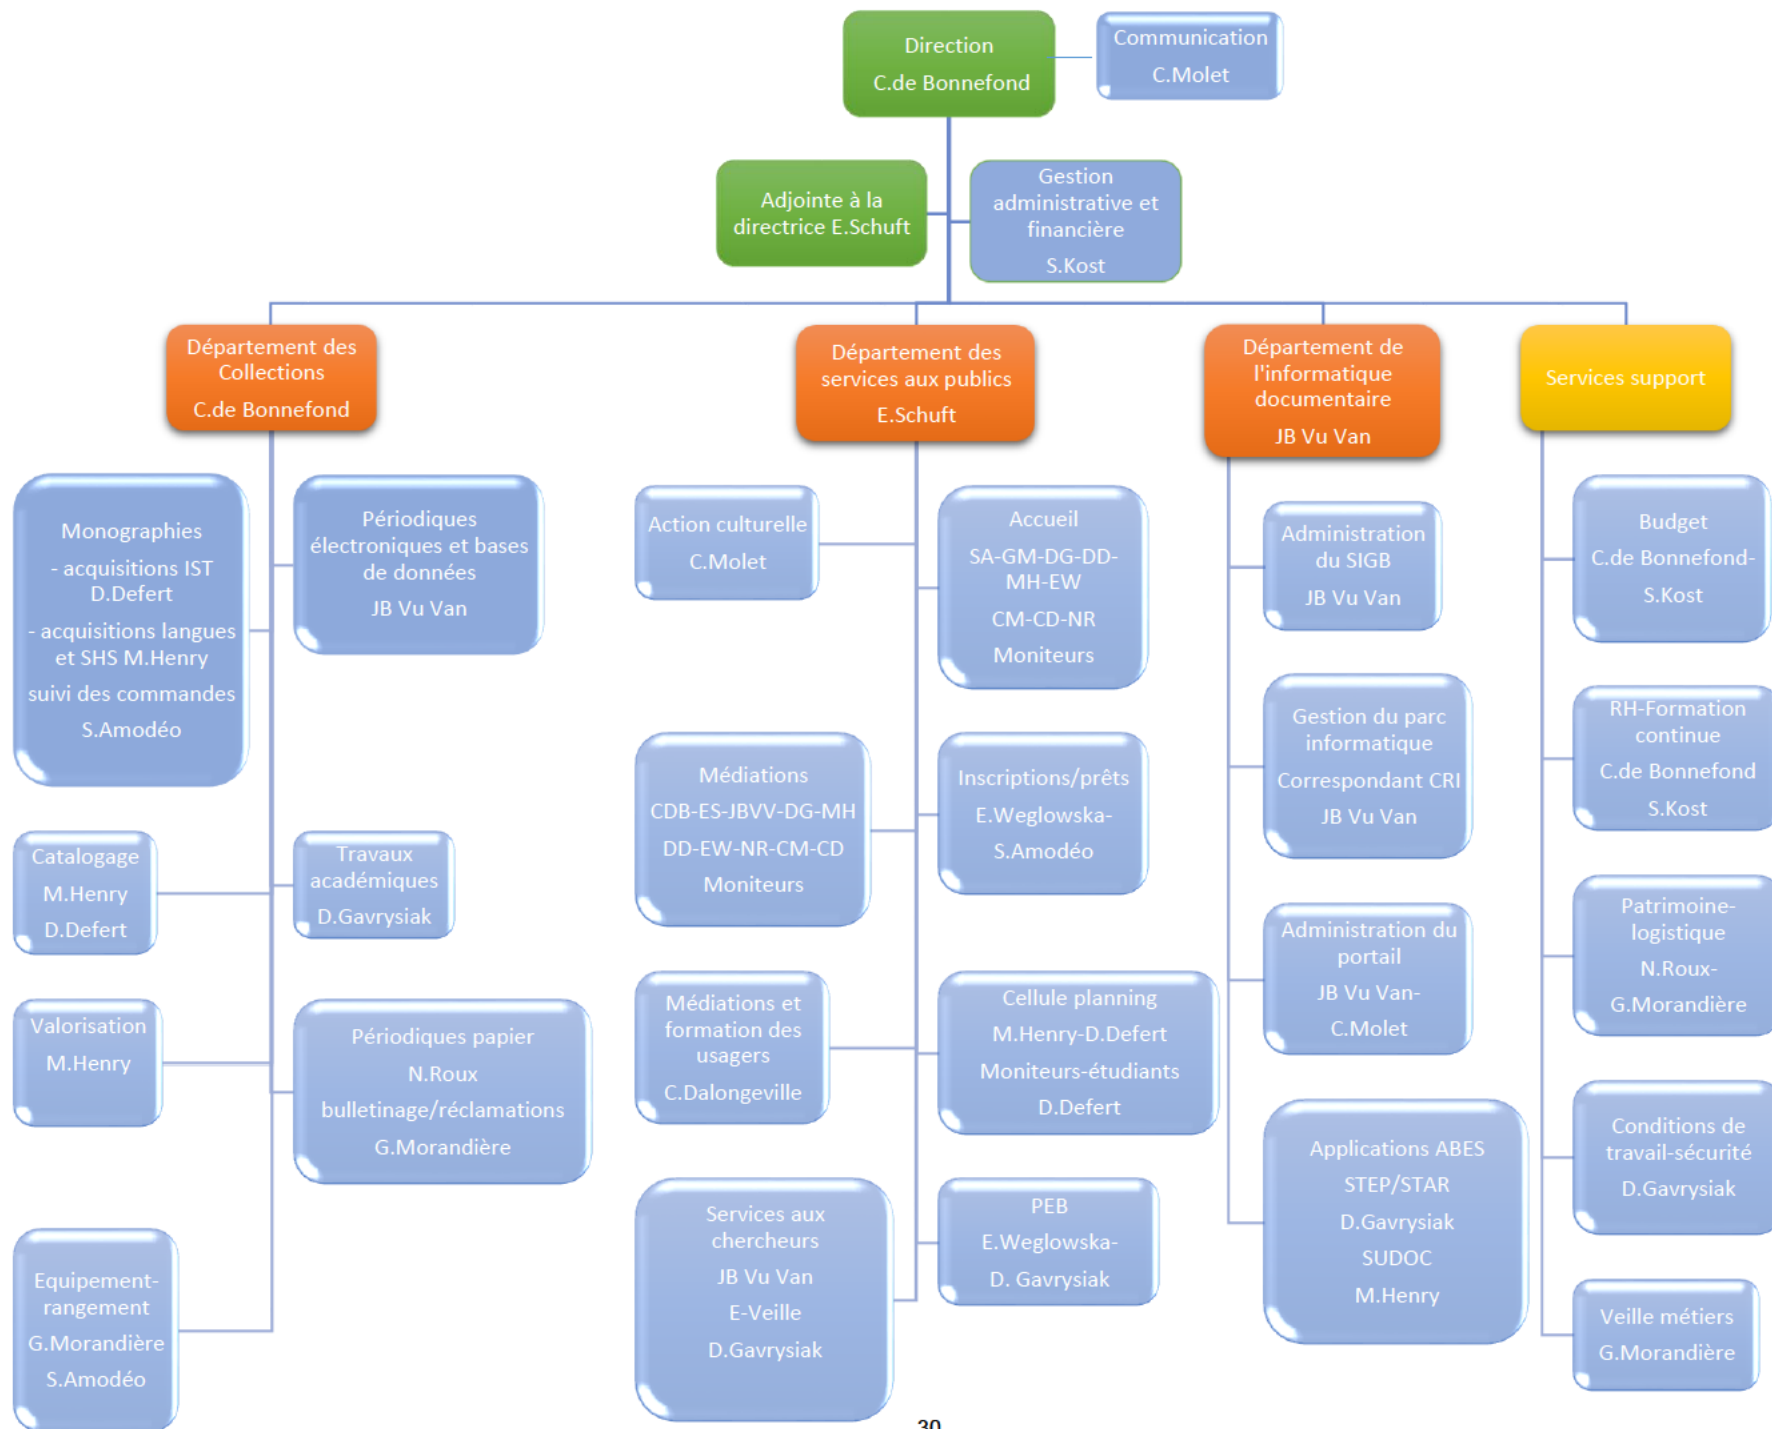 Direction
C.de Bonnefond
Communication
C.Molet
Adjointe à la
directrice E.Schuft
Gestion
administrative et
financière
S.Kost
Département des
Collections
C.de Bonnefond
Monographies
- acquisitions IST
D.Defert
- acquisitions langues
et SHS M.Henry
suivi des commandes
S.Amodéo
Périodiques
électroniques et bases
de données
JB Vu Van
Catalogage
M.Henry
D.Defert
Travaux
académiques
D.Gavrysiak
Valorisation
M.Henry
Périodiques papier
N.Roux
bulletinage/réclamations
G.Morandière
Equipement-
rangement
G.Morandière
S.Amodéo
Département des
services aux publics
E.Schuft
Action culturelle
C.Molet
Accueil
SA-GM-DG-DD-
MH-EW
CM-CD-NR
Moniteurs
Médiations
CDB-ES-JBVV-DG-MH
DD-EW-NR-CM-CD
Moniteurs
Inscriptions/prêts
E.Weglowska-
S.Amodéo
Médiations et
formation des
usagers
C.Dalongeville
Cellule planning
M.Henry-D.Defert
Moniteurs-étudiants
D.Defert
Services aux
chercheurs
JB Vu Van
E-Veille
D.Gavrysiak
PEB
E.Weglowska-
D. Gavrysiak
Département de
l'informatique
documentaire
JB Vu Van
Administration
du SIGB
JB Vu Van
Gestion du parc
informatique
Correspondant CRI
JB Vu Van
Administration du
portail
JB Vu Van-
C.Molet
Applications ABES
STEP/STAR
D.Gavrysiak
SUDOC
M.Henry
Services support
Budget
C.de Bonnefond-
S.Kost
RH-Formation
continue
C.de Bonnefond
S.Kost
Patrimoine-
logistique
N.Roux-
G.Morandière
Conditions de
travail-sécurité
D.Gavrysiak
Veille métiers
G.Morandière
30